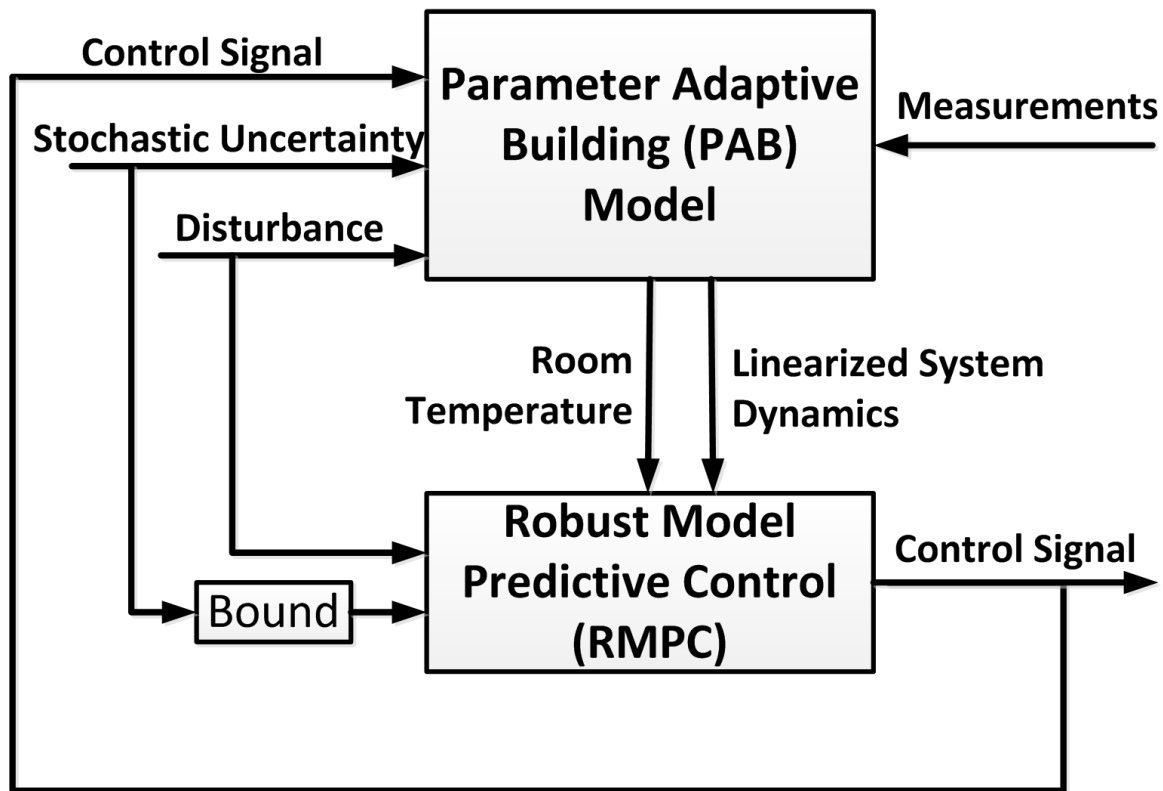 Control Signal
Parameter Adaptive
Building (PAB)
Model
Measurements
Stochastic Uncertainty
Disturbance
Room
Temperature
Linearized System
Dynamics
Robust Model
Predictive Control
(RMPC)
Control Signal
Bound